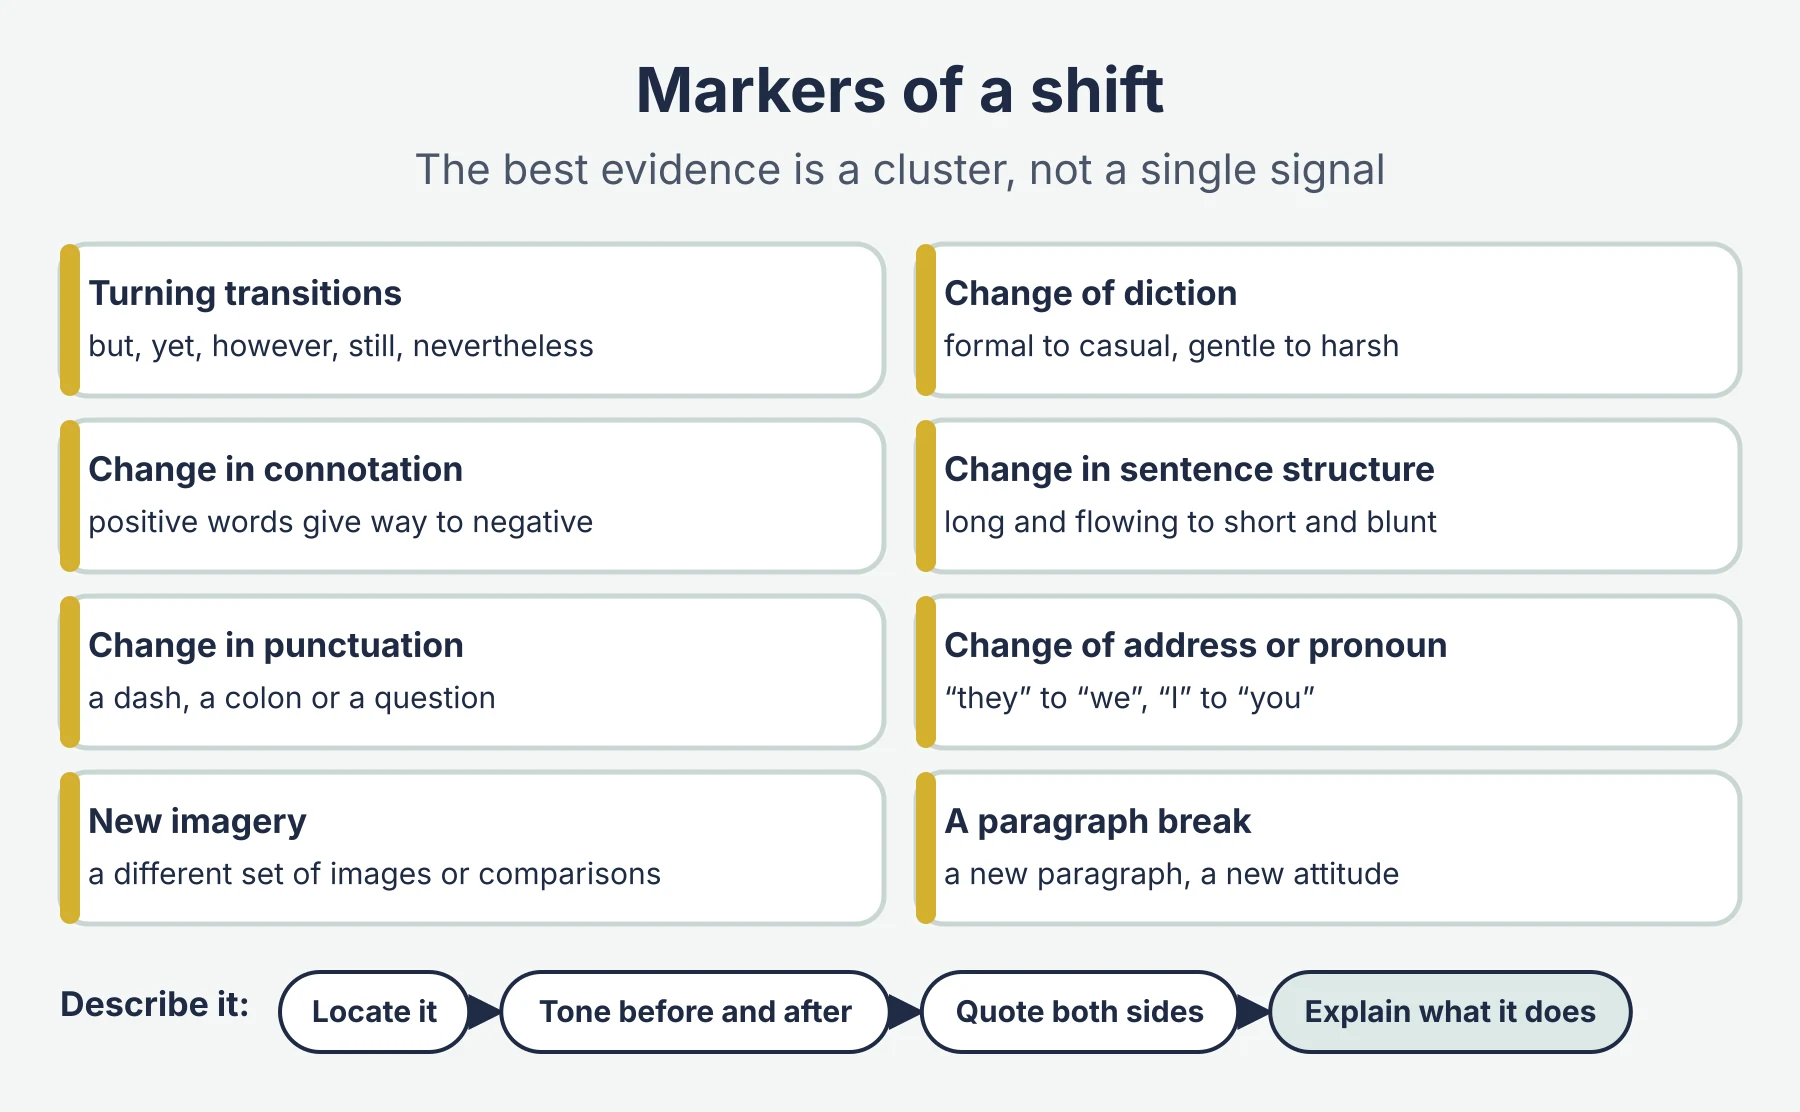 Markers of a shift
The best evidence is a cluster, not a single signal
Turning transitions
but, yet, however, still, nevertheless
Change of diction
formal to casual, gentle to harsh
Change in connotation
positive words give way to negative
Change in sentence structure
long and flowing to short and blunt
Change in punctuation
a dash, a colon or a question
Change of address or pronoun
“they” to “we”, “I” to “you”
New imagery
a different set of images or comparisons
A paragraph break
a new paragraph, a new attitude
Describe it:
Locate it
Tone before and after
Quote both sides
Explain what it does